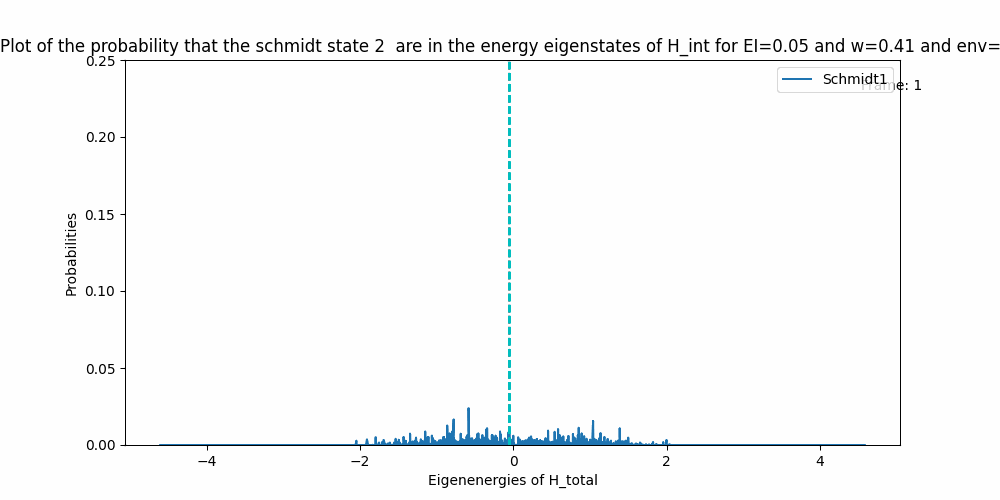 Plot of the probability that the schmidt state 2  are in the energy eigenstates of H_int for EI=0.05 and w=0.41 and env=
Schmidt1
Frame: 1
0.25
0.20
0.15
0.10
0.05
0.00
Probabilities
−4
−2
0
2
4
Eigenenergies of H_total